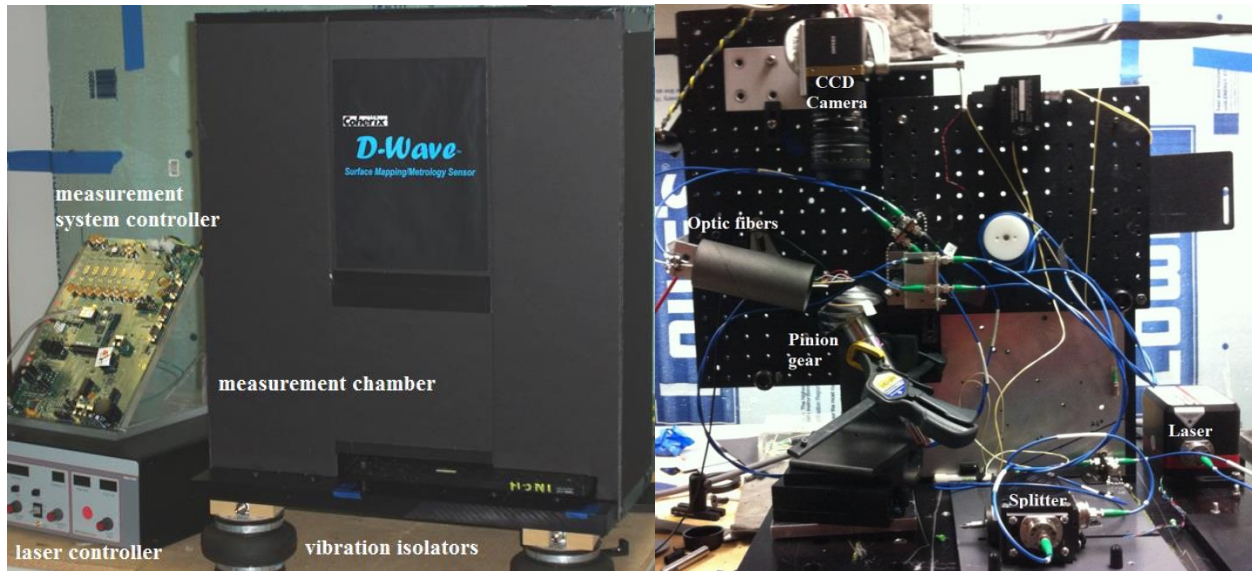 Coherix
D-Wave
Surface Mapping/Metrology Sensor
measurement
system controller
measurement chamber
laser controller
vibration isolators
CCD
Camera
Optic fibers
Pinion
gear
Laser
Splitter